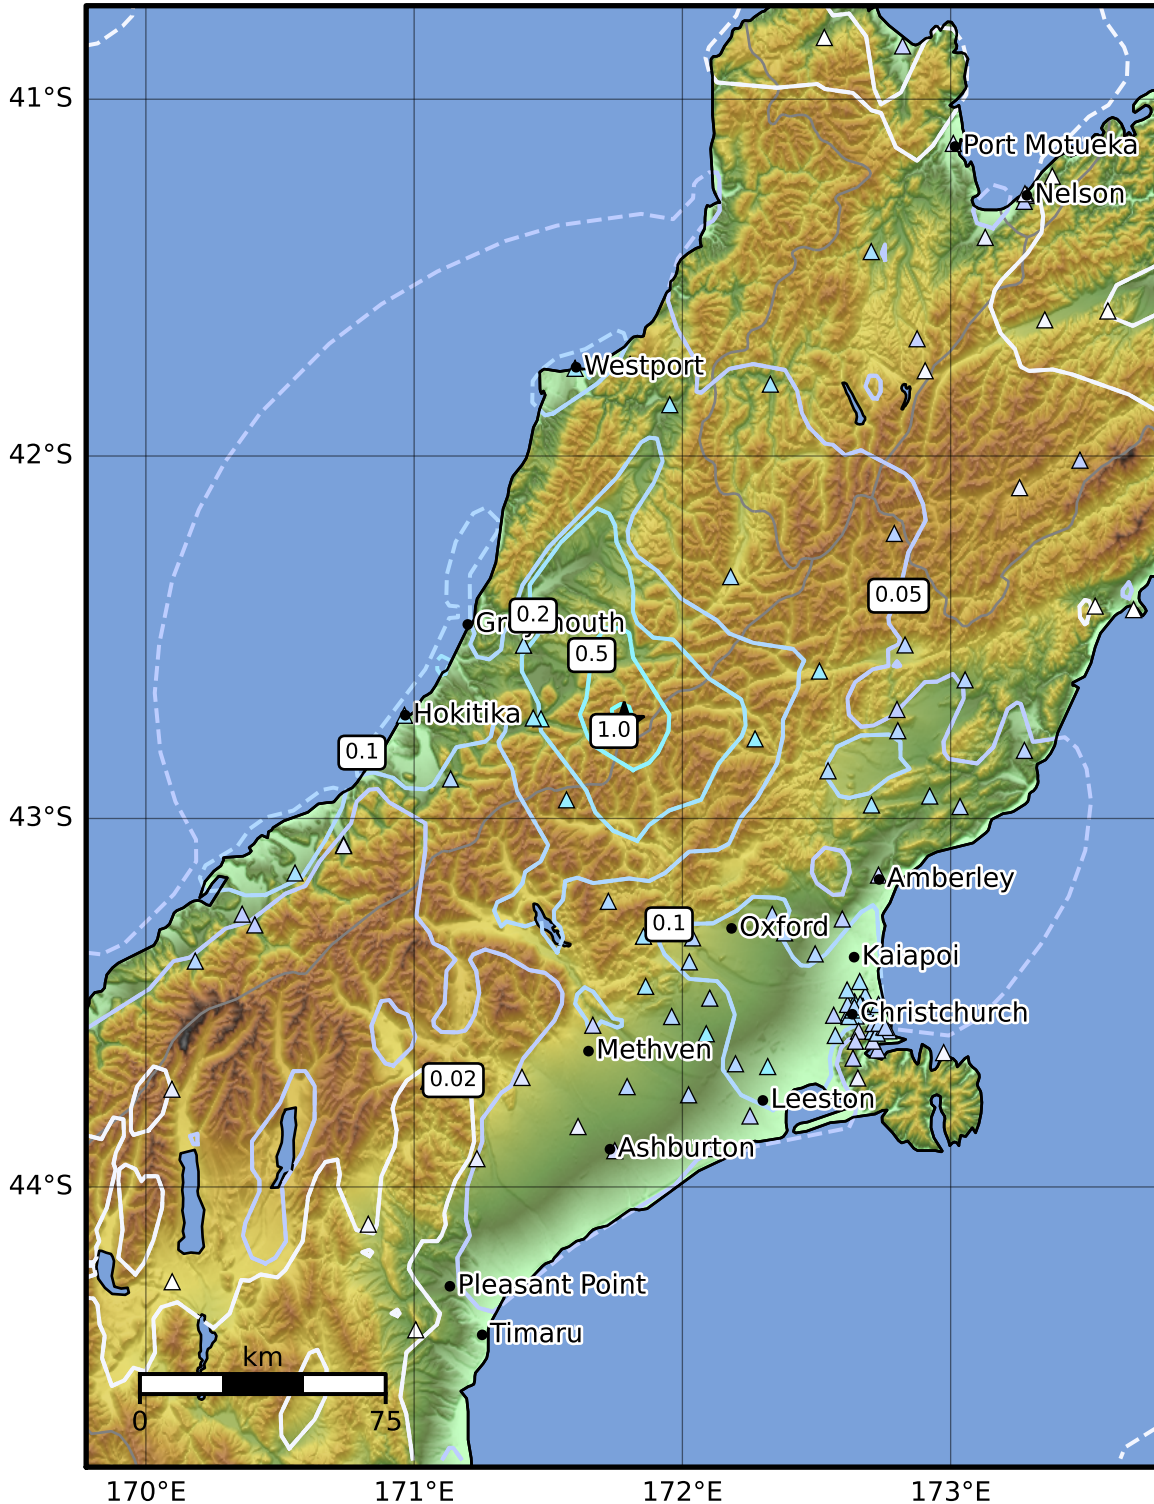 41°S
Port Motueka
Nelson
Westport
42°S
0.05
0.2
Greymouth
0.5
Hokitika
1.0
0.1
43°S
Amberley
0.1
Oxford
Kaiapoi
Christchurch
Methven
0.02
Leeston
Ashburton
44°S
Pleasant Point
Timaru
km
0
75
170°E
171°E
172°E
173°E